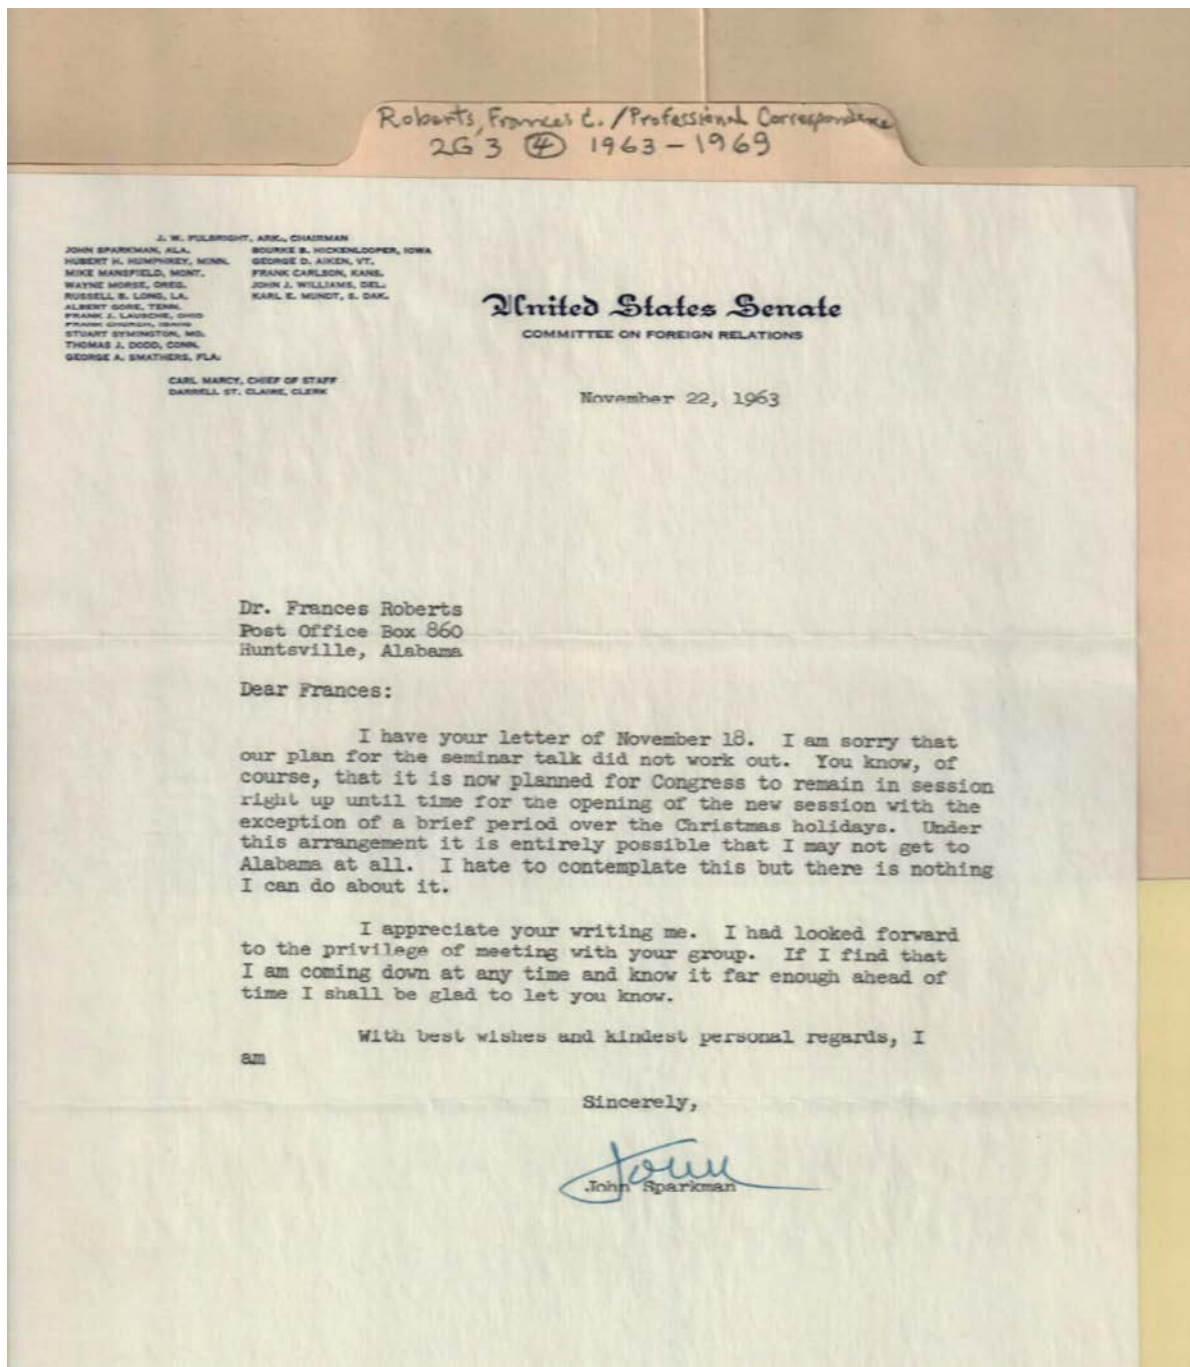 Roberts, Frances C. / Professional Correspondence
2G3 ④ 1963-1969
J. W. FULBRIGHT, ARK., CHAIRMAN
JOHN SPARKMAN, ALA.
HUBERT H. HUMPHREY, MINN.
MIKE MANSFIELD, MONT.
WAYNE MORSE, OREG.
RUSSELL B. LONG, LA.
ALBERT GORE, TENN.
FRANK J. LAUSCHE, OHIO
FRANK CHURCH, IDAHO
STUART SYMINGTON, MO.
THOMAS J. DODD, CONN.
GEORGE A. SMATHERS, FLA.
BOURKE B. HICKENLOOPER, IOWA
GEORGE D. AIKEN, VT.
FRANK CARLSON, KANS.
JOHN J. WILLIAMS, DEL.
KARL E. MUNDT, S. DAK.
CARL MARCY, CHIEF OF STAFF
DARRELL ST. CLAIRE, CLERK
United States Senate
COMMITTEE ON FOREIGN RELATIONS
November 22, 1963
Dr. Frances Roberts
Post Office Box 860
Huntsville, Alabama
Dear Frances:
I have your letter of November 18. I am sorry that
our plan for the seminar talk did not work out. You know, of
course, that it is now planned for Congress to remain in session
right up until time for the opening of the new session with the
exception of a brief period over the Christmas holidays. Under
this arrangement it is entirely possible that I may not get to
Alabama at all. I hate to contemplate this but there is nothing
I can do about it.
I appreciate your writing me. I had looked forward
to the privilege of meeting with your group. If I find that
I am coming down at any time and know it far enough ahead of
time I shall be glad to let you know.
With best wishes and kindest personal regards, I
am
Sincerely,
John
John Sparkman